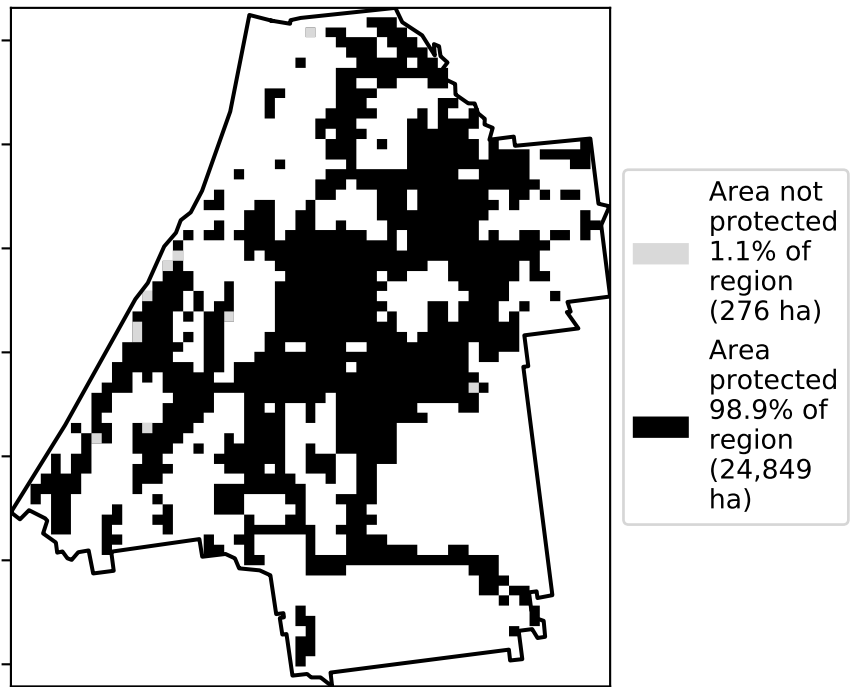 Area not
protected
1.1% of
region
(276 ha)
Area
protected
98.9% of
region
(24,849
ha)